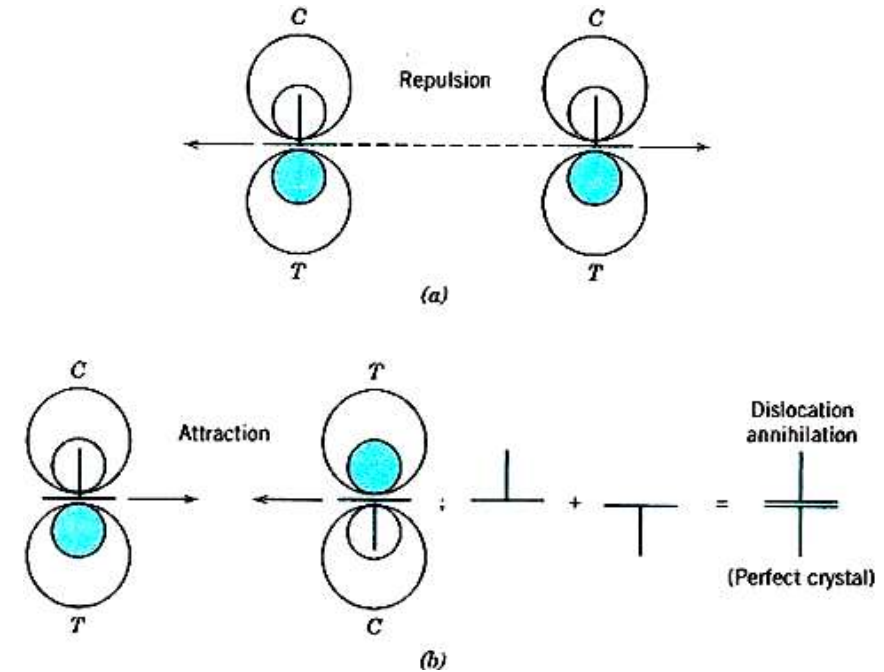 C
C
Repulsion
T
T
(a)
C
T
Attraction
Dislocation
annihilation
; + =
T
C
(Perfect crystal)
(b)